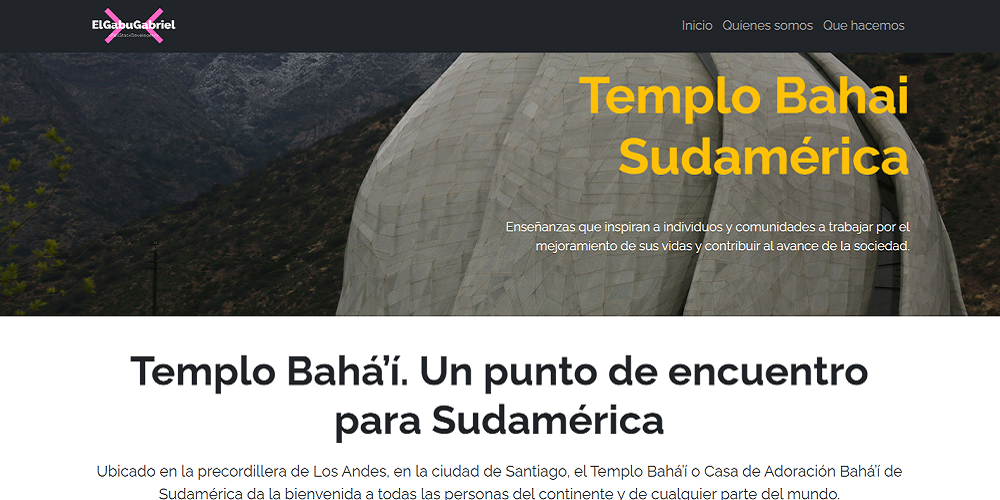 ElGabuGabriel
Inicio Quienes somos Que hacemos
Templo Bahai
Sudamérica
Enseñanzas que inspiran a individuos y comunidades a trabajar por el
mejoramiento de sus vidas y contribuir al avance de la sociedad.
Templo Bahá’í. Un punto de encuentro
para Sudamérica
Ubicado en la precordillera de Los Andes, en la ciudad de Santiago, el Templo Bahá’í o Casa de Adoración Bahá’í de
Sudamérica da la bienvenida a todas las personas del continente y de cualquier parte del mundo.